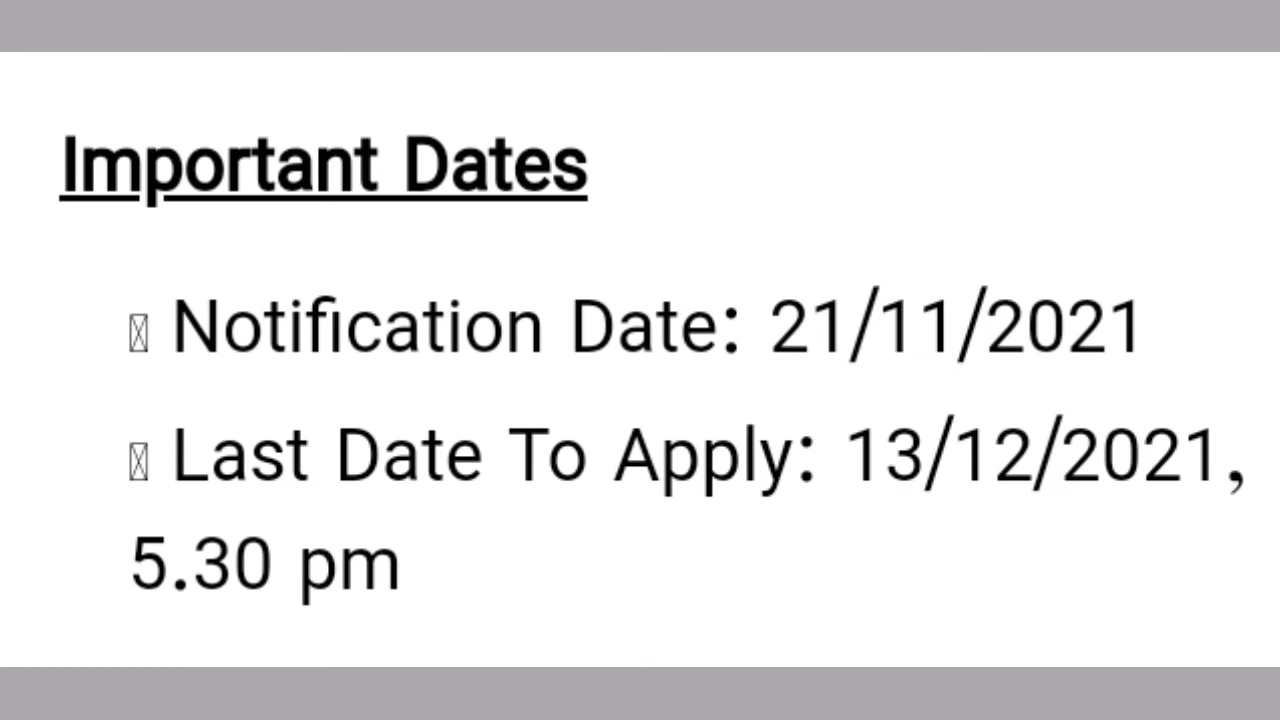 Important Dates
Notification Date: 21/11/2021
Last Date To Apply: 13/12/2021,
5.30 pm